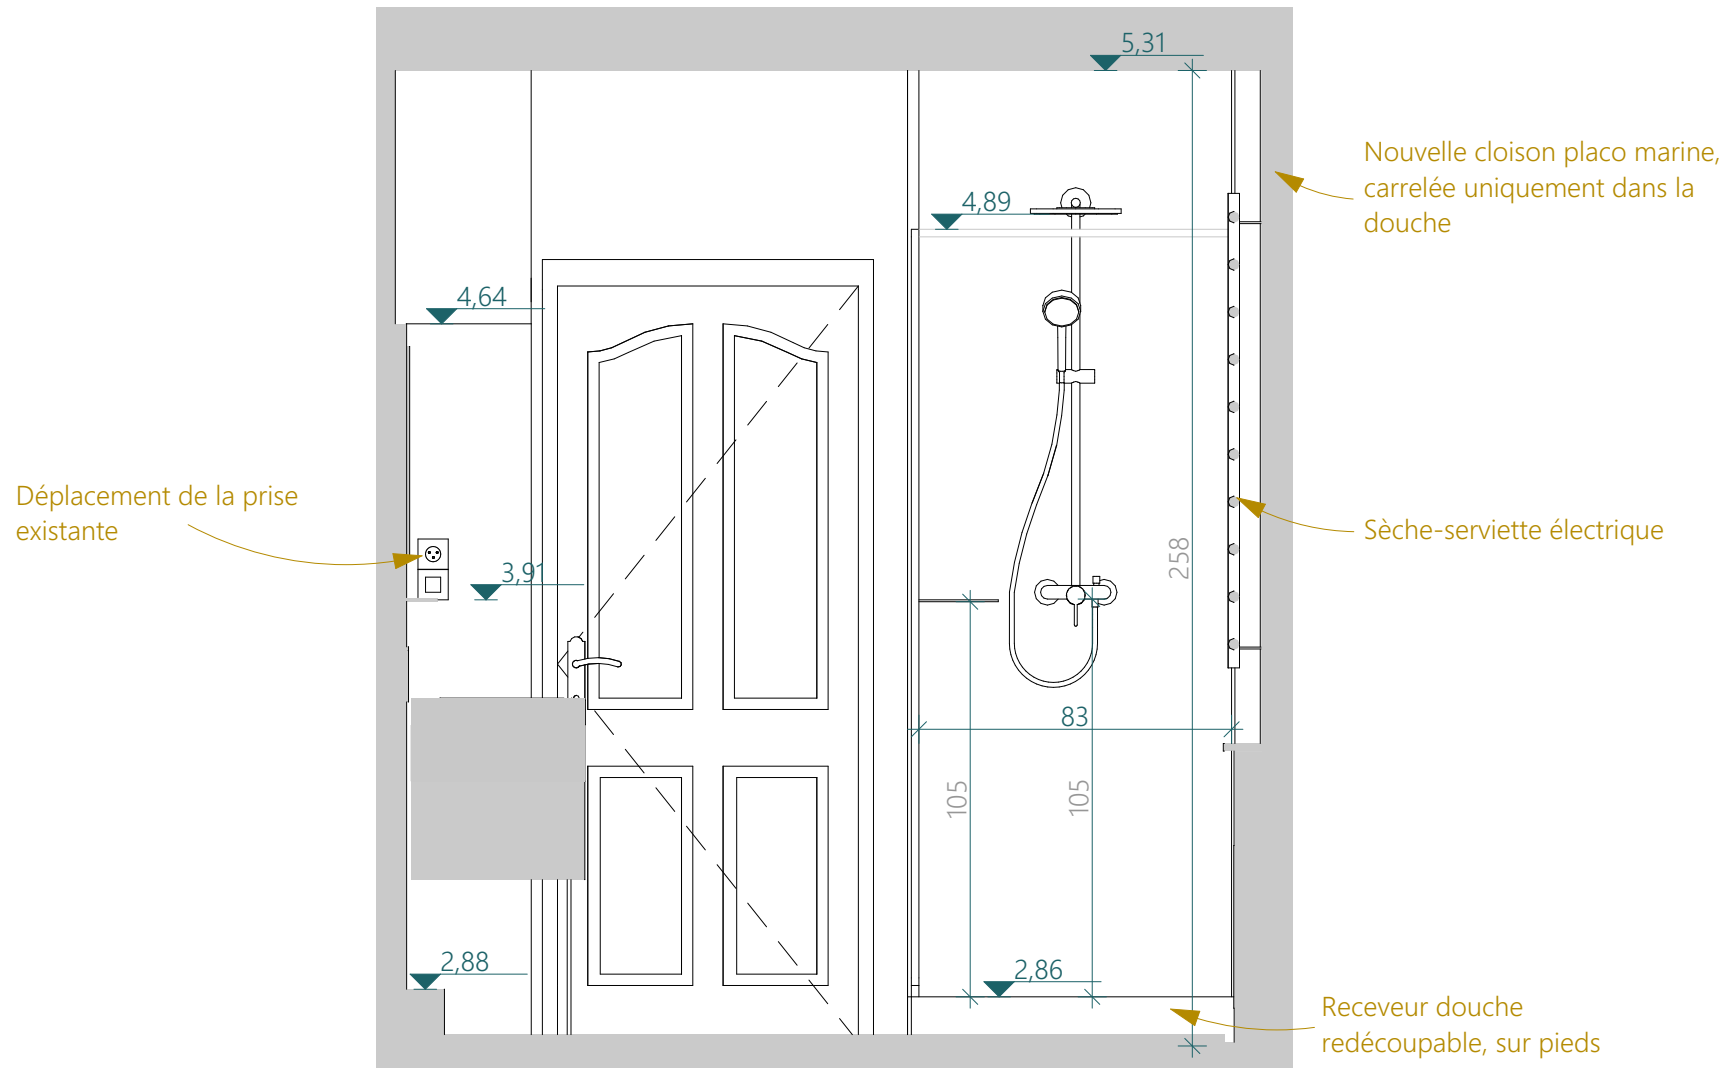 5,31
Nouvelle cloison placo marine,
carrelée uniquement dans la
douche
4,89
4,64
Déplacement de la prise
existante
Sèche-serviette électrique
258
3,91
83
105
105
2,88
2,86
Receveur douche
redécoupable, sur pieds